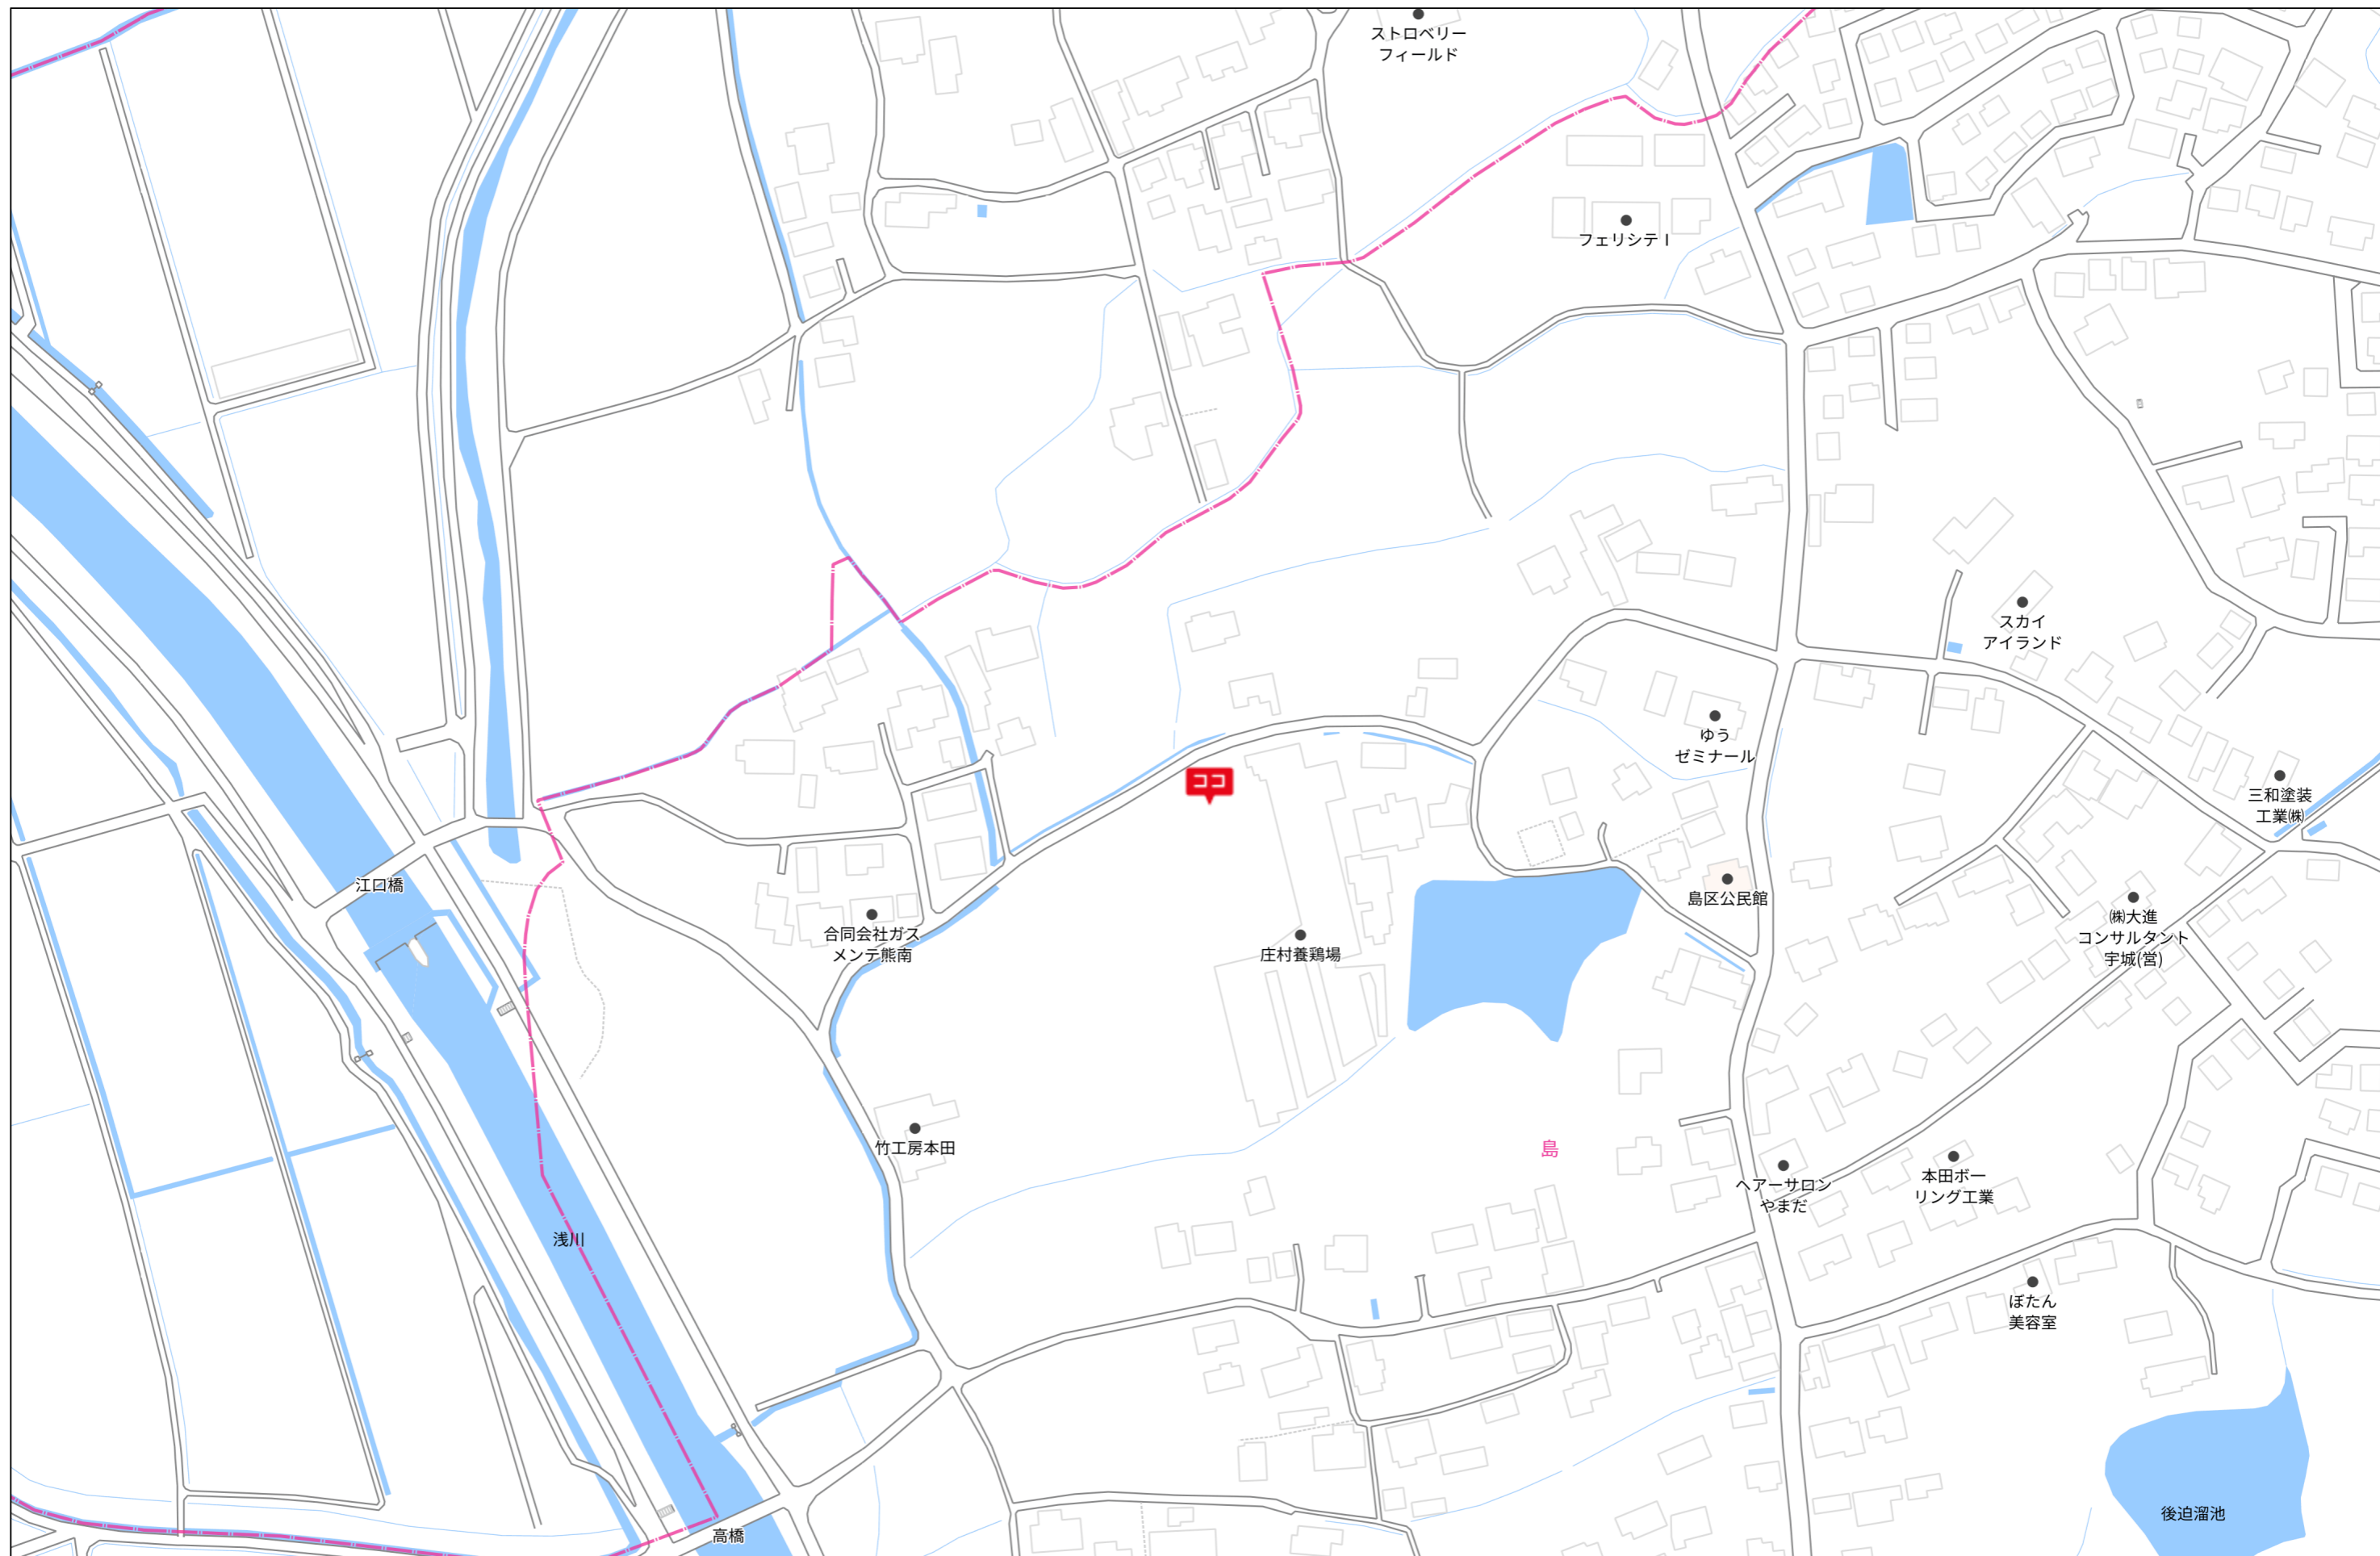 ストロベリー
フィールド
フェリシテⅠ
スカイ
アイランド
ゆう
ゼミナール
ココ
三和塗装
工業㈱
江口橋
島区公民館
合同会社ガス
メンテ熊南
庄村養鶏場
㈱大進
コンサルタント
宇城(営)
竹工房本田
島
ヘアーサロン
やまだ
本田ボー
リング工業
浅川
ぼたん
美容室
後迫溜池
高橋